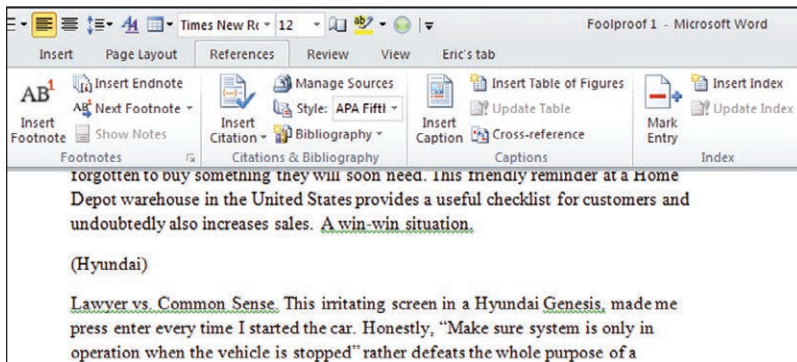 Times New Ro 12 Foolproof 1 - Microsoft Word
Insert Page Layout References Review View Eric's tab
AB1 Insert Footnote
Insert Endnote
AB1 Next Footnote
Show Notes
Footnotes
Insert Citation
Manage Sources
Style: APA Fifth
Bibliography
Citations & Bibliography
Insert Caption
Insert Table of Figures
Update Table
Cross-reference
Captions
Mark Entry
Insert Index
Update Index
Index
forgotten to buy something they will soon need. This friendly reminder at a Home
Depot warehouse in the United States provides a useful checklist for customers and
undoubtedly also increases sales. A win-win situation.
(Hyundai)
Lawyer vs. Common Sense. This irritating screen in a Hyundai Genesis, made me
press enter every time I started the car. Honestly, “Make sure system is only in
operation when the vehicle is stopped” rather defeats the whole purpose of a